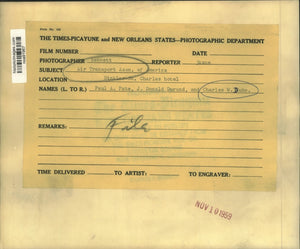 THE TIMES-PICAYUNE and NEW ORLEANS STATES—PHOTOGRAPHIC DEPARTMENT
FILM NUMBER DATE
PHOTOGRAPHER Bennett REPORTER
SUBJECT Air Transport Assn. of America
LOCATION St. Charles hotel
NAMES (L. TO R.) Paul A. J. Donald Durand, and Charles W.
REMARKS:
File
TIME DELIVERED TO ARTIST: TO ENGRAVER:
NOV 10 1959